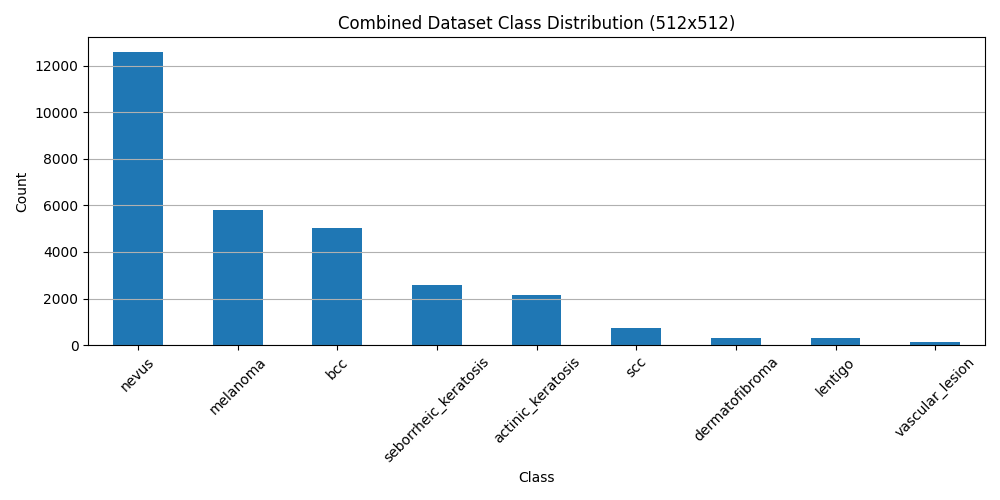 Combined Dataset Class Distribution (512x512)
12000
10000
8000
6000
4000
2000
0
Count
nevus
melanoma
bcc
seborrheic_keratosis
actinic_keratosis
scc
dermatofibroma
lentigo
vascular_lesion
Class